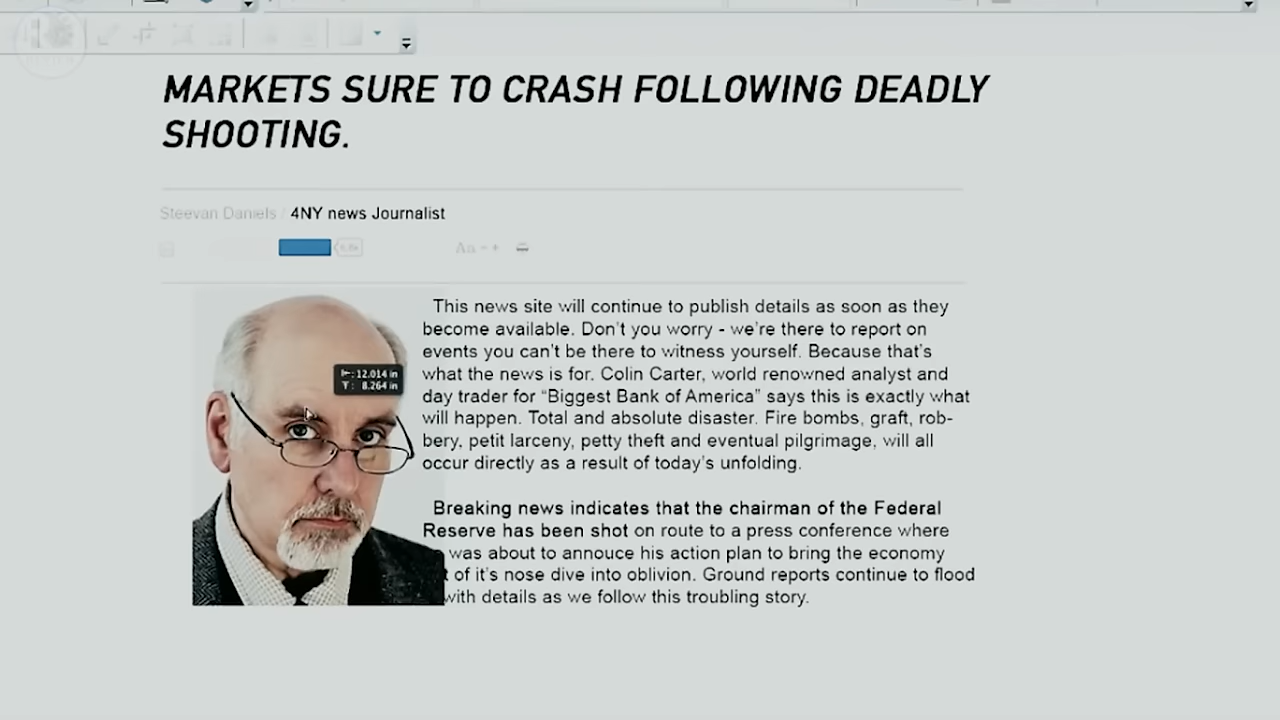 MARKETS SURE TO CRASH FOLLOWING DEADLY
SHOOTING.
Steevan Daniels / 4NY news Journalist
Aa - +
12.014 in
Y : 8.264 in
This news site will continue to publish details as soon as they
become available. Don't you worry - we're there to report on
events you can't be there to witness yourself. Because that's
what the news is for. Colin Carter, world renowned analyst and
day trader for “Biggest Bank of America” says this is exactly what
will happen. Total and absolute disaster. Fire bombs, graft, rob-
bery, petit larceny, petty theft and eventual pilgrimage, will all
occur directly as a result of today's unfolding.
Breaking news indicates that the chairman of the Federal
Reserve has been shot on route to a press conference where
was about to annouce his action plan to bring the economy
of it's nose dive into oblivion. Ground reports continue to flood
with details as we follow this troubling story.